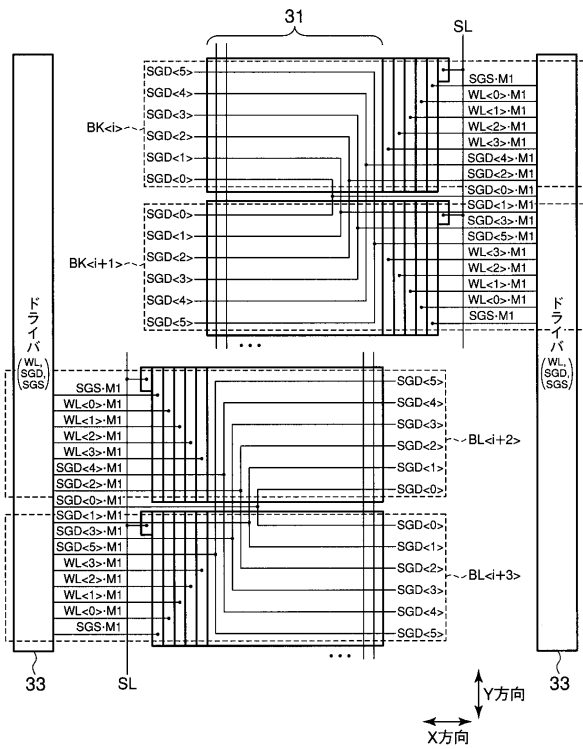 31
SL
SGD<5>
SGD<4>
SGD<3>
SGD<2>
SGD<1>
SGD<0>
BK<i>
SGS·M1
WL<0>·M1
WL<1>·M1
WL<2>·M1
WL<3>·M1
SGD<4>·M1
SGD<2>·M1
SGD<0>·M1
SGD<1>·M1
SGD<3>·M1
SGD<5>·M1
WL<3>·M1
WL<2>·M1
WL<1>·M1
WL<0>·M1
SGS·M1
SGD<0>
SGD<1>
SGD<2>
SGD<3>
SGD<4>
SGD<5>
BK<i+1>
ドライバ
(WL,
SGD,
SGS)
ドライバ
(WL,
SGD,
SGS)
SGS·M1
WL<0>·M1
WL<1>·M1
WL<2>·M1
WL<3>·M1
SGD<4>·M1
SGD<2>·M1
SGD<0>·M1
SGD<1>·M1
SGD<3>·M1
SGD<5>·M1
WL<3>·M1
WL<2>·M1
WL<1>·M1
WL<0>·M1
SGS·M1
SGD<5>
SGD<4>
SGD<3>
SGD<2>
SGD<1>
SGD<0>
BL<i+2>
SGD<0>
SGD<1>
SGD<2>
SGD<3>
SGD<4>
SGD<5>
BL<i+3>
33
SL
33
Y方向
X方向